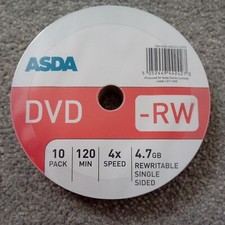 ASDA
DVD -RW
10 PACK
120 MIN
4x SPEED
4.7GB
REWRITABLE
SINGLE
SIDED